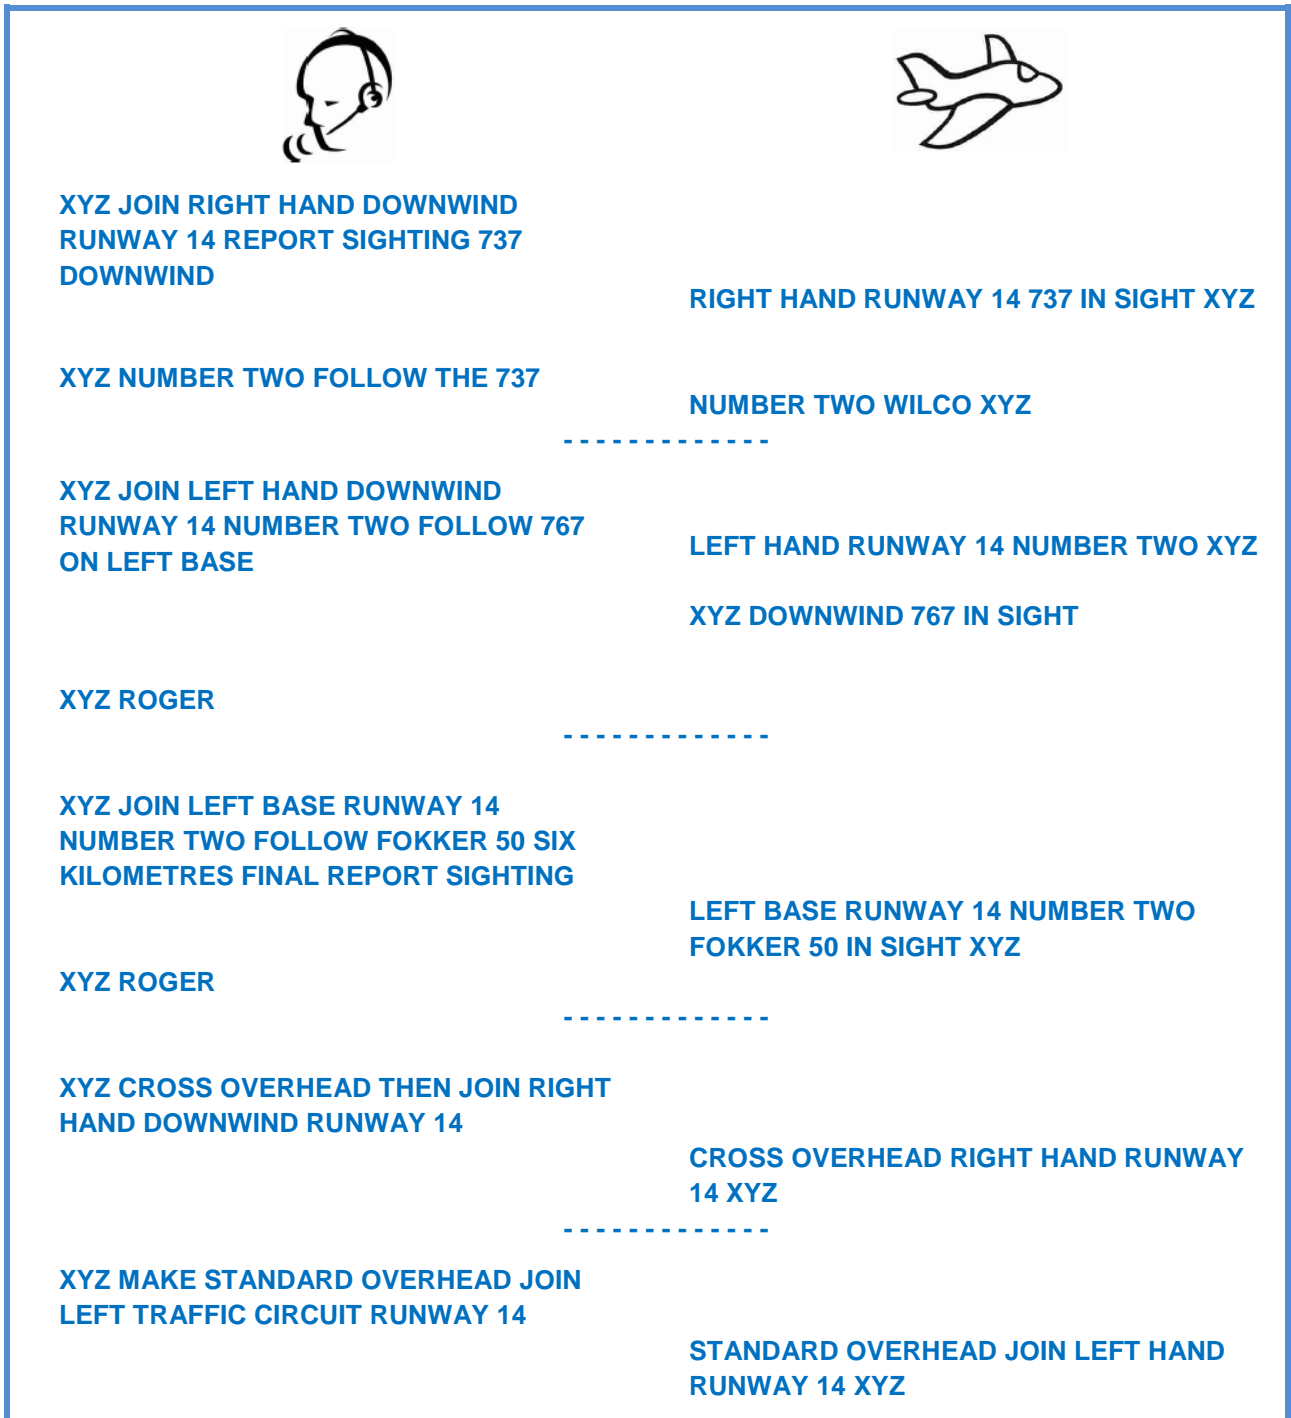 XYZ JOIN RIGHT HAND DOWNWIND
RUNWAY 14 REPORT SIGHTING 737
DOWNWIND
RIGHT HAND RUNWAY 14 737 IN SIGHT XYZ
XYZ NUMBER TWO FOLLOW THE 737
NUMBER TWO WILCO XYZ
- - - - - - - - - - - - -
XYZ JOIN LEFT HAND DOWNWIND
RUNWAY 14 NUMBER TWO FOLLOW 767
ON LEFT BASE
LEFT HAND RUNWAY 14 NUMBER TWO XYZ
XYZ DOWNWIND 767 IN SIGHT
XYZ ROGER
- - - - - - - - - - - - -
XYZ JOIN LEFT BASE RUNWAY 14
NUMBER TWO FOLLOW FOKKER 50 SIX
KILOMETRES FINAL REPORT SIGHTING
LEFT BASE RUNWAY 14 NUMBER TWO
FOKKER 50 IN SIGHT XYZ
XYZ ROGER
- - - - - - - - - - - - -
XYZ CROSS OVERHEAD THEN JOIN RIGHT
HAND DOWNWIND RUNWAY 14
CROSS OVERHEAD RIGHT HAND RUNWAY
14 XYZ
- - - - - - - - - - - - -
XYZ MAKE STANDARD OVERHEAD JOIN
LEFT TRAFFIC CIRCUIT RUNWAY 14
STANDARD OVERHEAD JOIN LEFT HAND
RUNWAY 14 XYZ